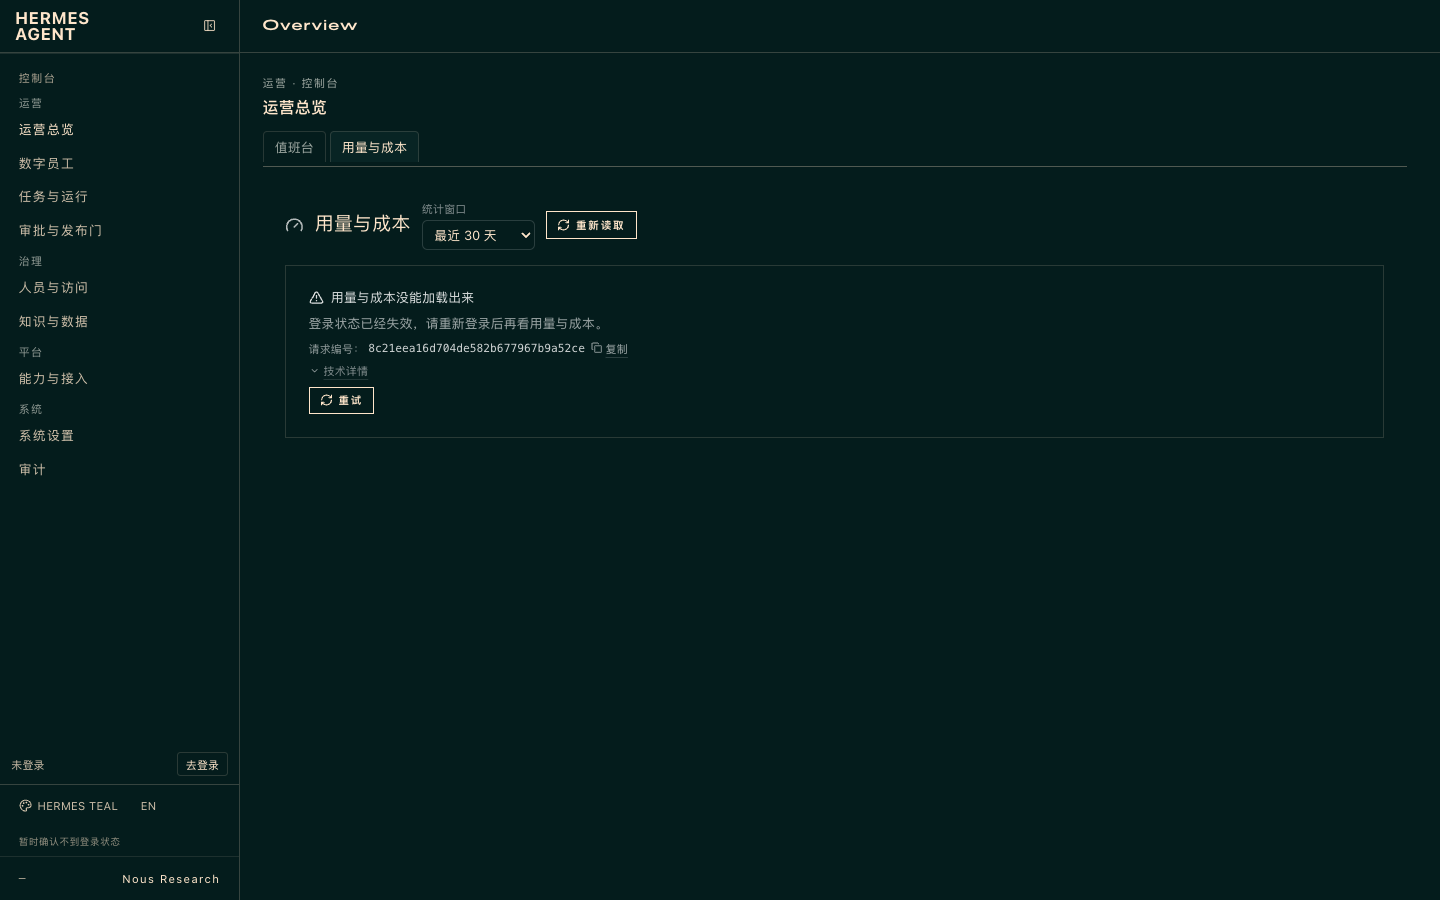 HERMES
AGENT
控制台
运营
运营总览
数字员工
任务与运行
审批与发布门
治理
人员与访问
知识与数据
平台
能力与接入
系统
系统设置
审计
未登录
去登录
HERMES TEAL
EN
暂时确认不到登录状态
—
Nous Research
Overview
运营 · 控制台
运营总览
值班台
用量与成本
用量与成本
统计窗口
最近 30 天
重新读取
用量与成本没能加载出来
登录状态已经失效，请重新登录后再看用量与成本。
请求编号： 8c21eea16d704de582b677967b9a52ce 复制
技术详情
重试